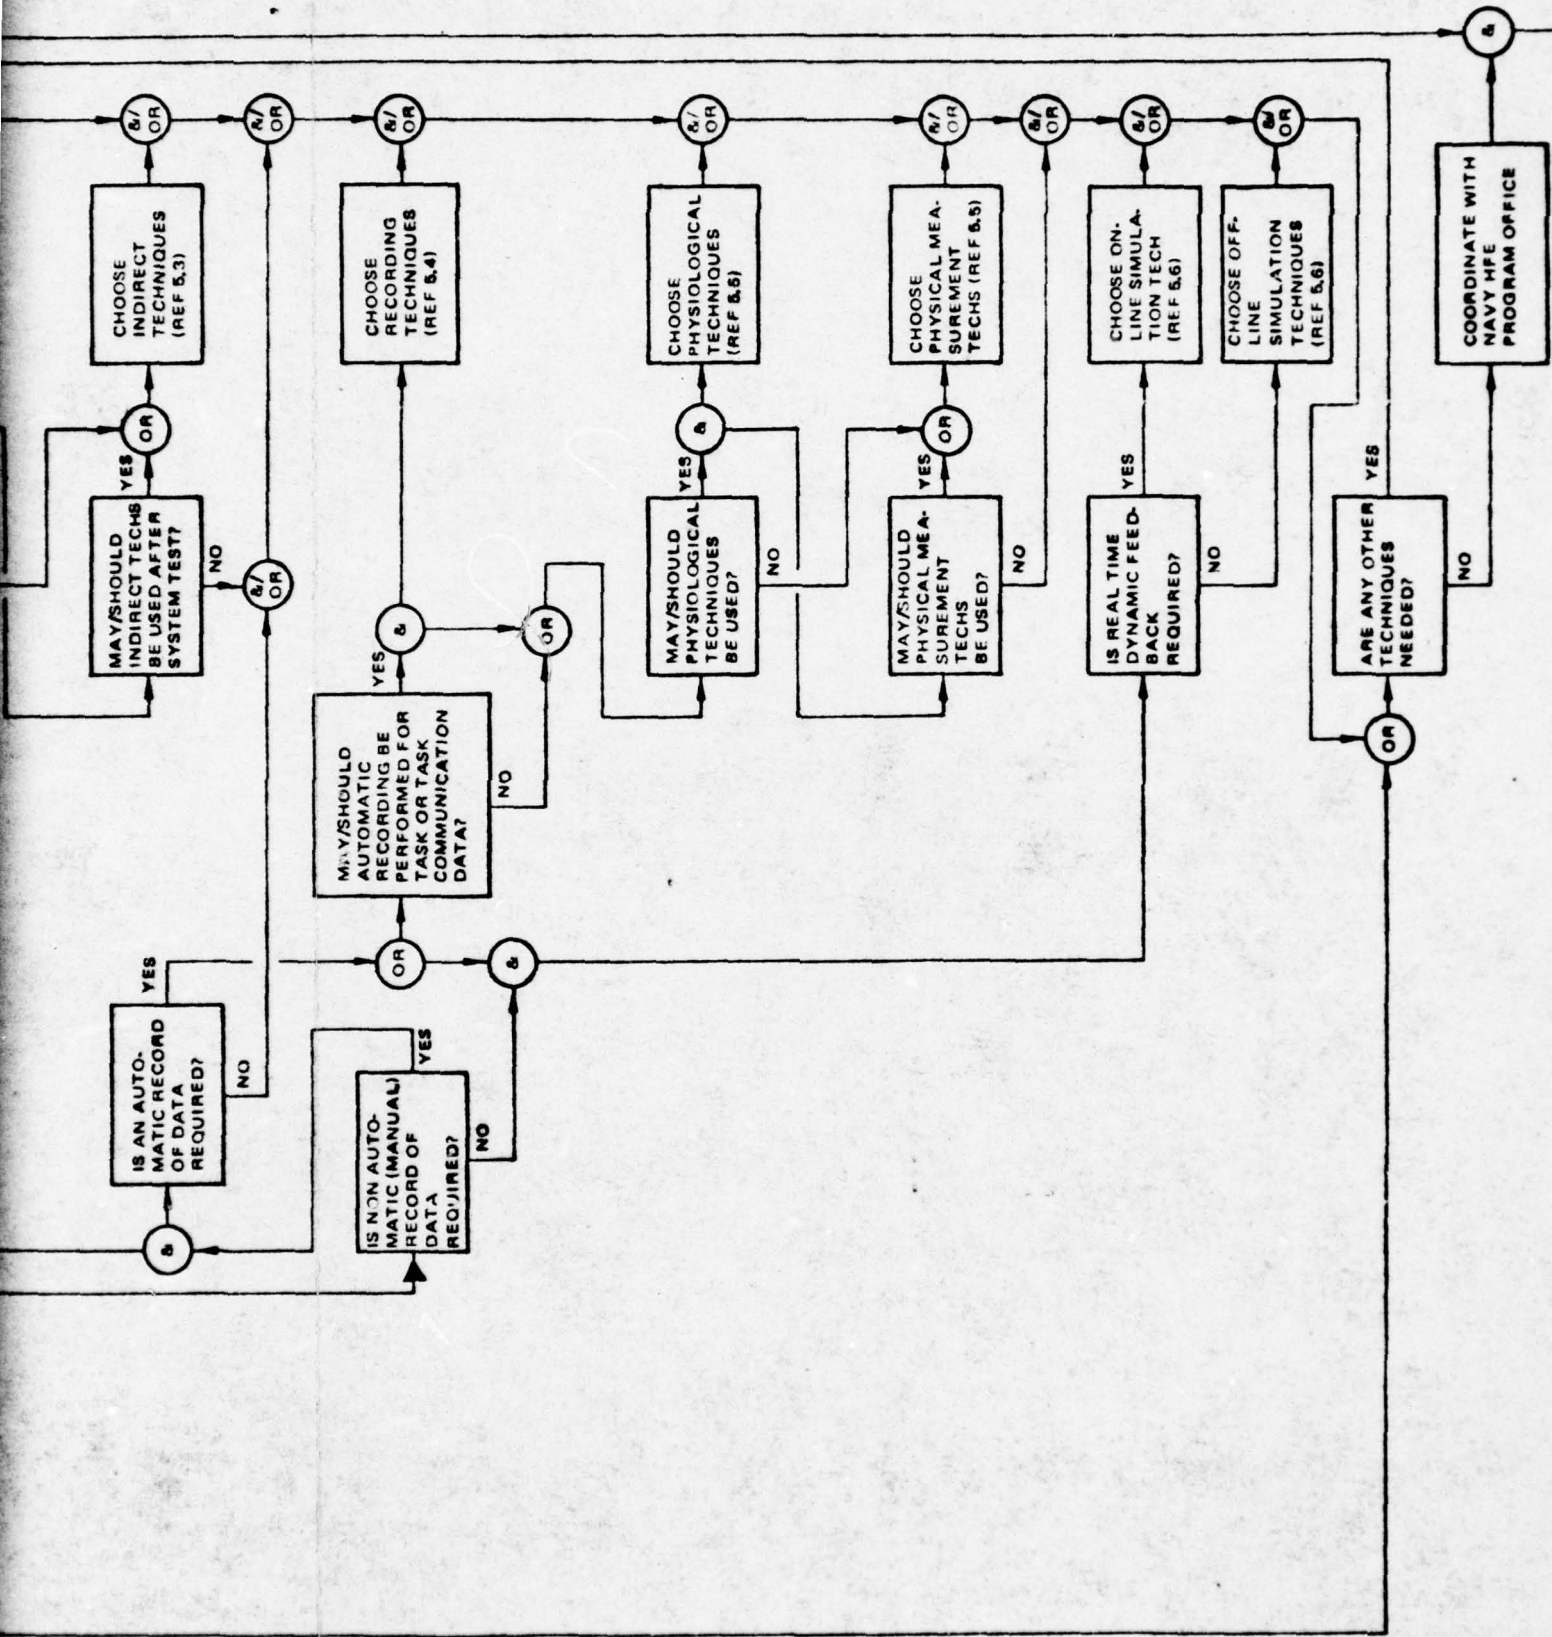 &
&/
OR
&/
OR
&/
OR
&/
OR
&/
OR
&/
OR
&/
OR
&/
OR
CHOOSE
INDIRECT
TECHNIQUES
(REF 5.3)
CHOOSE
RECORDING
TECHNIQUES
(REF 5.4)
CHOOSE
PHYSIOLOGICAL
TECHNIQUES
(REF 5.5)
CHOOSE
PHYSICAL MEA-
SUREMENT
TECHS (REF 5.5)
CHOOSE ON-
LINE SIMULA-
TION TECH
(REF 5.6)
CHOOSE OFF-
LINE
SIMULATION
TECHNIQUES
(REF 5.6)
COORDINATE WITH
NAVY HFE
PROGRAM OFFICE
OR
&
OR
YES
YES
YES
YES
YES
MAY/SHOULD
INDIRECT TECHS
BE USED AFTER
SYSTEM TEST?
NO
&/
OR
&
OR
MAY/SHOULD
PHYSIOLOGICAL
TECHNIQUES
BE USED?
NO
MAY/SHOULD
PHYSICAL MEA-
SUREMENT
TECHS
BE USED?
NO
IS REAL TIME
DYNAMIC FEED-
BACK
REQUIRED?
NO
ARE ANY OTHER
TECHNIQUES
NEEDED?
NO
YES
MAY/SHOULD
AUTOMATIC
RECORDING BE
PERFORMED FOR
TASK OR TASK
COMMUNICATION
DATA?
NO
OR
YES
OR
&
IS AN AUTO-
MATIC RECORD
OF DATA
REQUIRED?
NO
YES
IS NON AUTO-
MATIC (MANUAL)
RECORD OF
DATA
REQUIRED?
NO
&